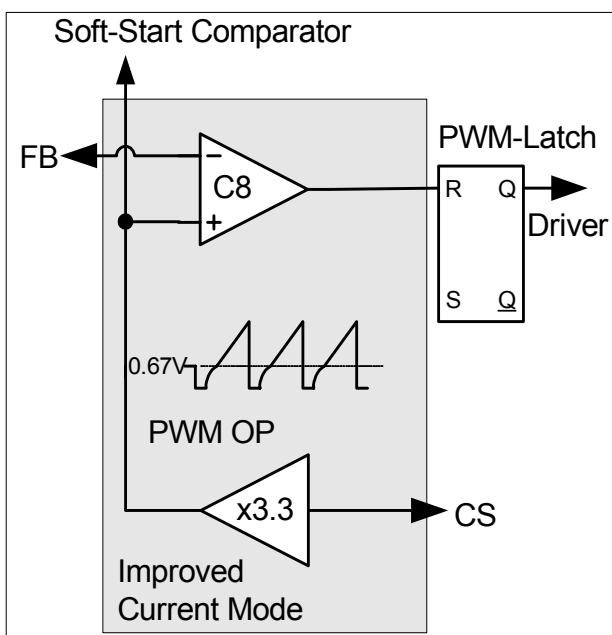 Soft-Start Comparator
FB
PWM-Latch
C8
R Q
Driver
S Q
0.67V
PWM OP
x3.3
CS
Improved
Current Mode